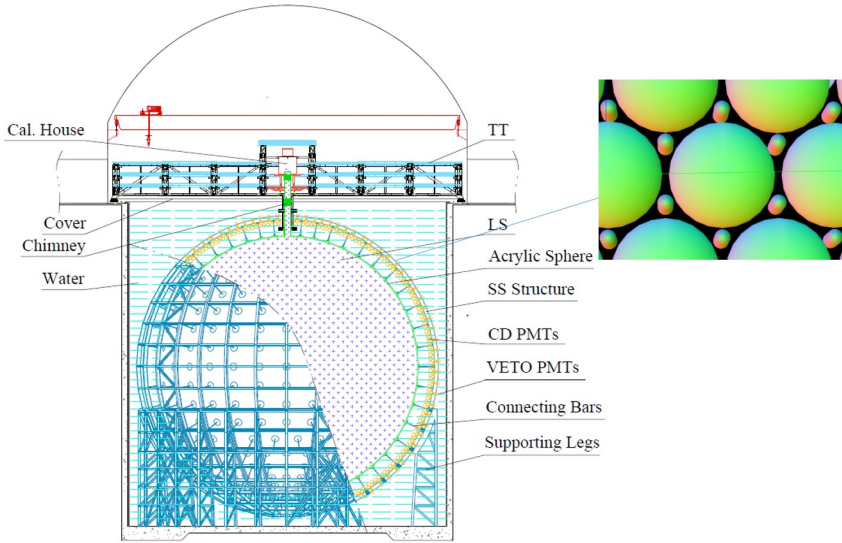 Cal. House
TT
Cover
Chimney
Water
LS
Acrylic Sphere
SS Structure
CD PMTs
VETO PMTs
Connecting Bars
Supporting Legs